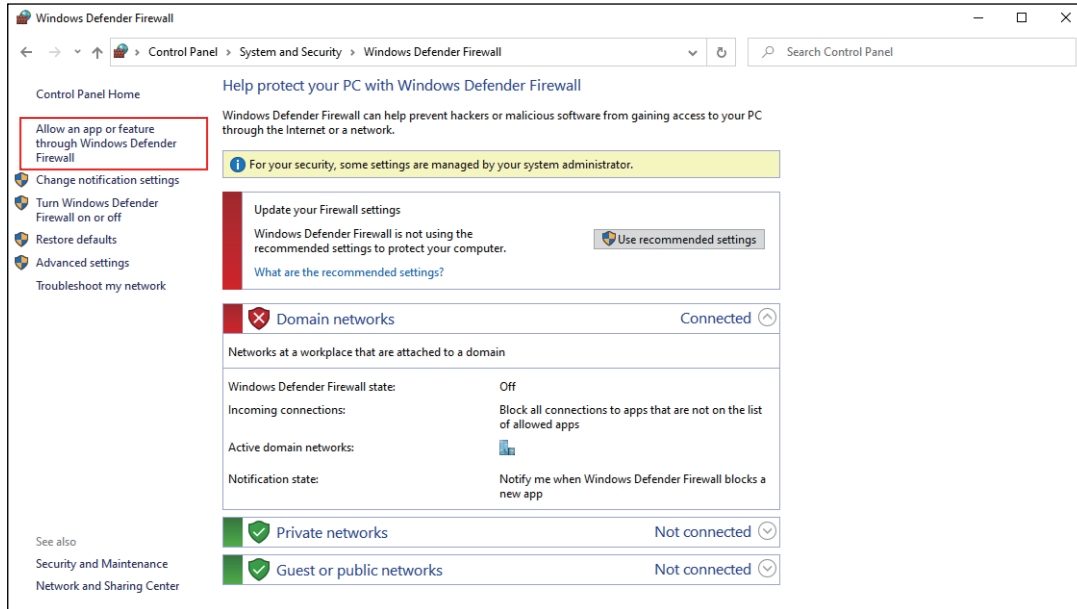 Windows Defender Firewall
Control Panel > System and Security > Windows Defender Firewall
Search Control Panel
Control Panel Home
Allow an app or feature
through Windows Defender
Firewall
Change notification settings
Turn Windows Defender
Firewall on or off
Restore defaults
Advanced settings
Troubleshoot my network
See also
Security and Maintenance
Network and Sharing Center
Help protect your PC with Windows Defender Firewall
Windows Defender Firewall can help prevent hackers or malicious software from gaining access to your PC
through the Internet or a network.
For your security, some settings are managed by your system administrator.
Update your Firewall settings
Windows Defender Firewall is not using the
recommended settings to protect your computer.
Use recommended settings
What are the recommended settings?
Domain networks Connected
Networks at a workplace that are attached to a domain
Windows Defender Firewall state: Off
Incoming connections: Block all connections to apps that are not on the list
of allowed apps
Active domain networks:
Notification state: Notify me when Windows Defender Firewall blocks a
new app
Private networks Not connected
Guest or public networks Not connected